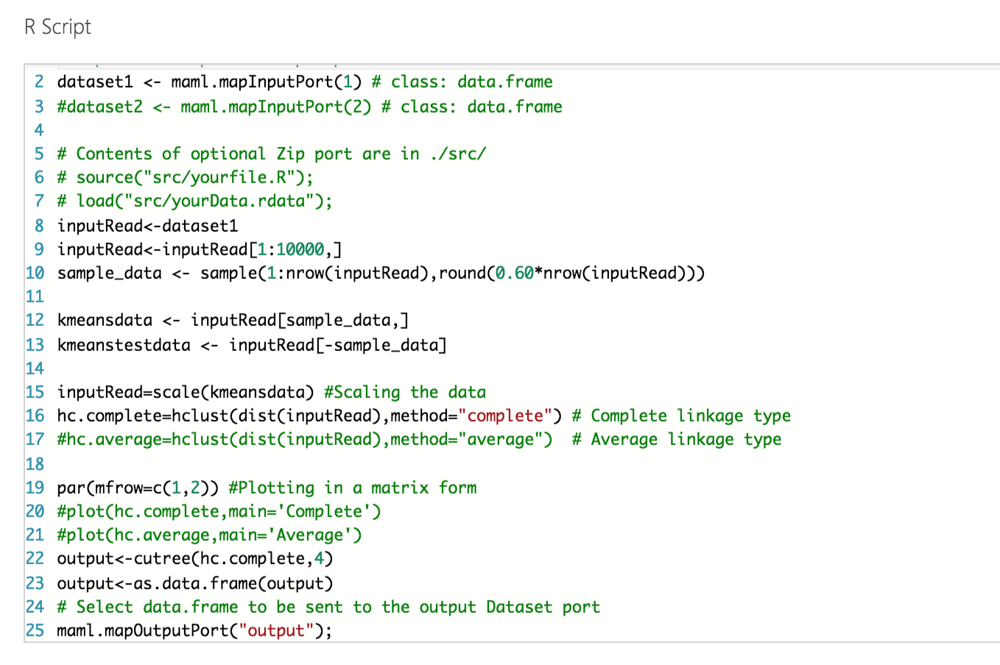 R Script
2 dataset1 <- maml.mapInputPort(1) # class: data.frame
3 #dataset2 <- maml.mapInputPort(2) # class: data.frame
4
5 # Contents of optional Zip port are in ./src/
6 # source("src/yourfile.R");
7 # load("src/yourData.rdata");
8 inputRead<-dataset1
9 inputRead<-inputRead[1:10000,]
10 sample_data <- sample(1:nrow(inputRead),round(0.60*nrow(inputRead)))
11
12 kmeansdata <- inputRead[sample_data,]
13 kmeanstestdata <- inputRead[-sample_data]
14
15 inputRead=scale(kmeansdata) #Scaling the data
16 hc.complete=hclust(dist(inputRead),method="complete") # Complete linkage type
17 #hc.average=hclust(dist(inputRead),method="average")  # Average linkage type
18
19 par(mfrow=c(1,2)) #Plotting in a matrix form
20 #plot(hc.complete,main='Complete')
21 #plot(hc.average,main='Average')
22 output<-cutree(hc.complete,4)
23 output<-as.data.frame(output)
24 # Select data.frame to be sent to the output Dataset port
25 maml.mapOutputPort("output");